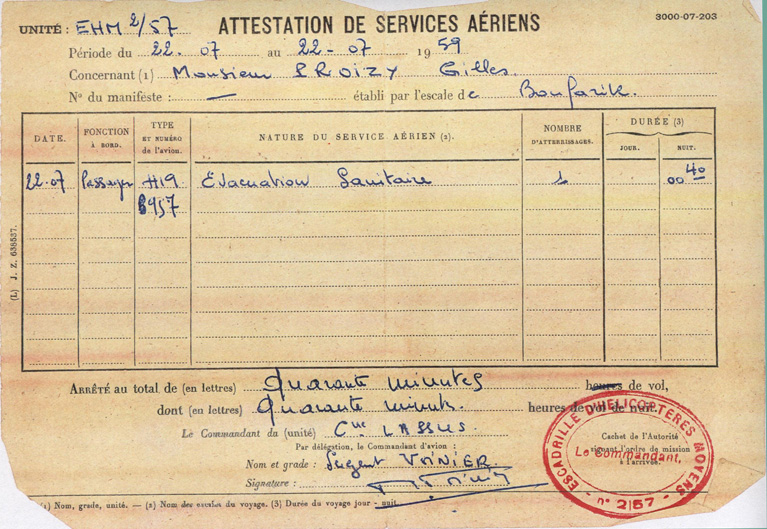 UNITÉ : EHM 2/57 ATTESTATION DE SERVICES AÉRIENS 3000-07-203
Période du 22. 07 au 22-07 1959
Concernant (1) Monsieur PROIZY Gilles.
N° du manifeste : — établi par l'escale de Boufarik.
DATE. FONCTION À BORD. TYPE ET NUMÉRO de l'avion. NATURE DU SERVICE AÉRIEN (2). NOMBRE D'ATTERRISSAGES. DURÉE (3)
JOUR. NUIT.
22.07 Passager H19 Evacuation Sanitaire 1 00 40
957
(L) J. Z. 638537.
ARRÊTÉ au total de (en lettres) Quarante minutes heures de vol,
dont (en lettres) Quarante minutes. heures de vol de nuit.
Le Commandant du (unité) Cne LASSUS
Par délégation, le Commandant d'avion :
Nom et grade : Sergent VANIER
Signature :
Cachet de l'Autorité
signant l'ordre de mission
à l'arrivée.
ESCADRILLE D'HELICOPTÈRES MOYENS
Le Commandant,
- n° 2/57 -
(1) Nom, grade, unité. — (2) Nom des escales du voyage. (3) Durée du voyage jour - nuit.